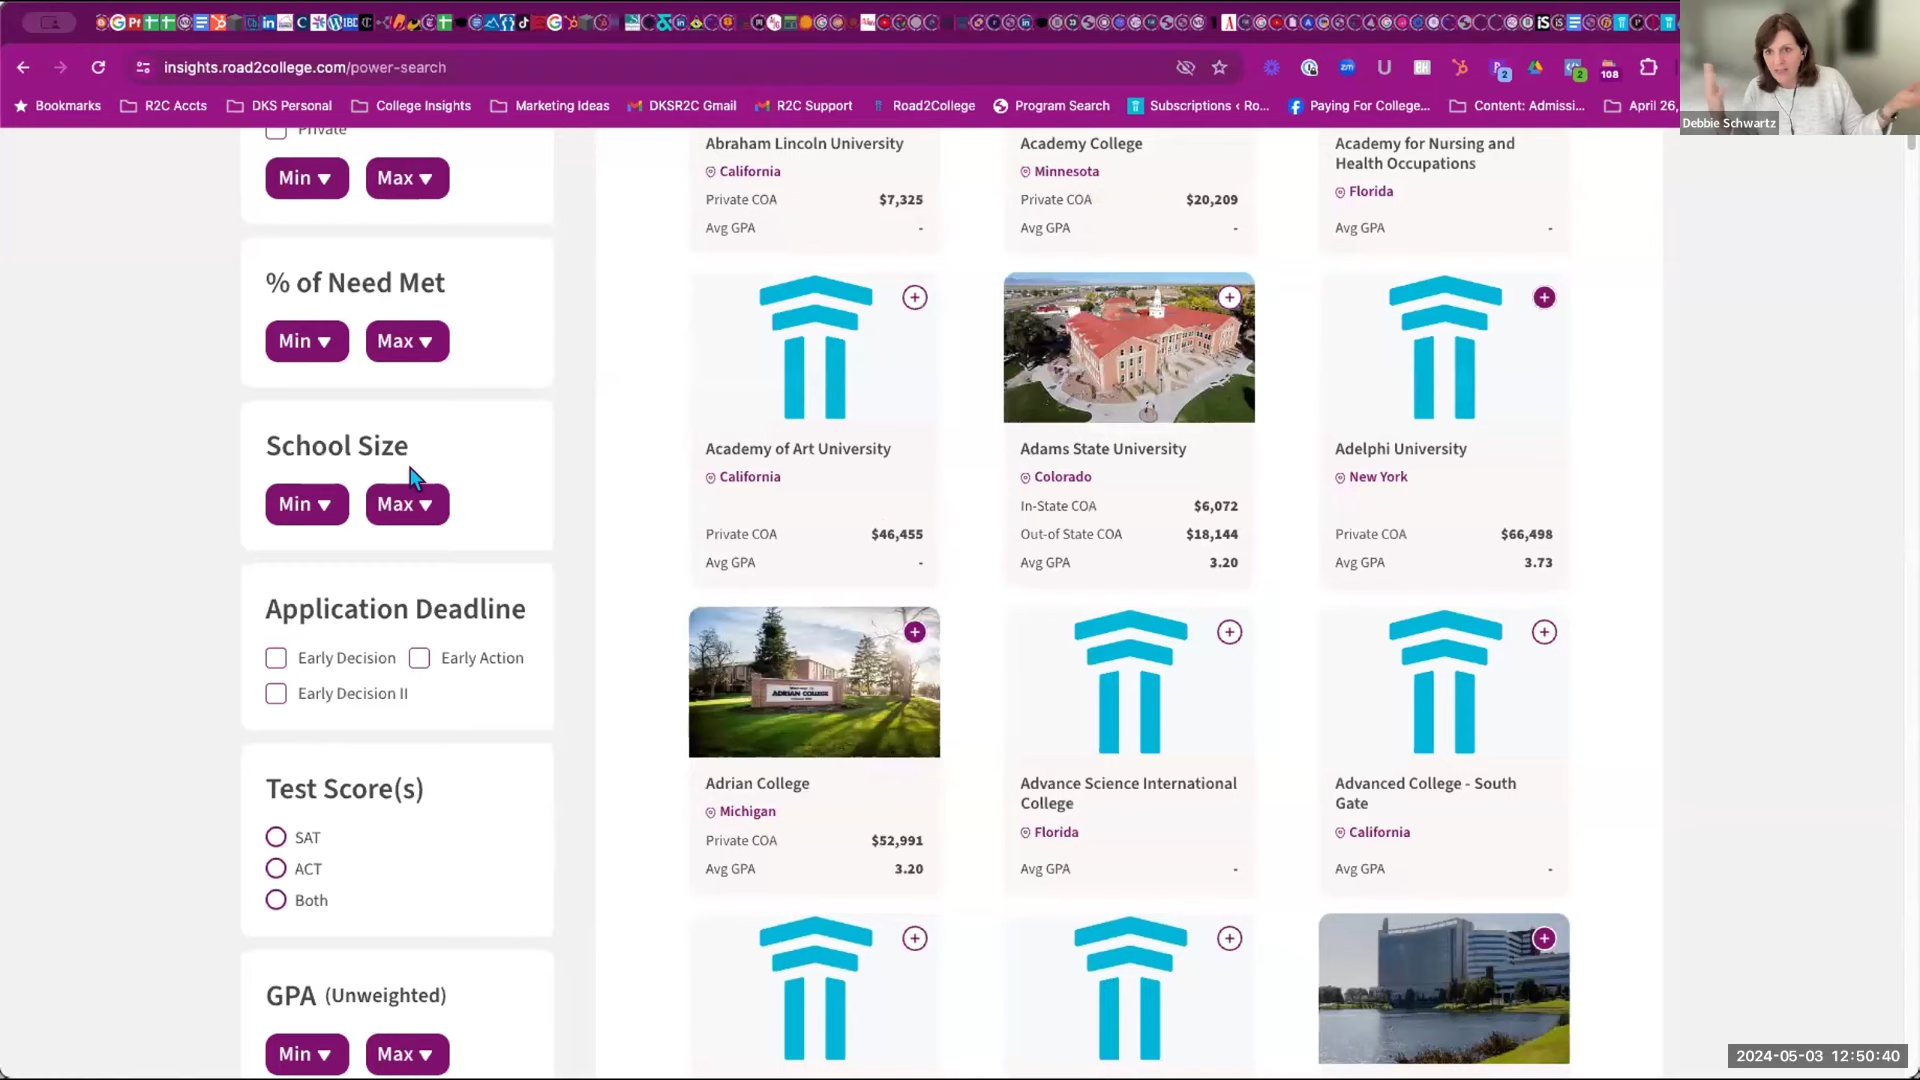 insights.road2college.com/power-search
2
2
108
Bookmarks
R2C Accts
DKS Personal
College Insights
Marketing Ideas
DKSR2C Gmail
R2C Support
Road2College
Program Search
Subscriptions ‹ Ro...
Paying For College...
Content: Admissi...
April 26,
Debbie Schwartz
Private
Min
Max
% of Need Met
Min
Max
School Size
Min
Max
Application Deadline
Early Decision
Early Action
Early Decision II
Test Score(s)
SAT
ACT
Both
GPA (Unweighted)
Min
Max
Abraham Lincoln University
California
Private COA $7,325
Avg GPA -
Academy College
Minnesota
Private COA $20,209
Avg GPA -
Academy for Nursing and
Health Occupations
Florida
Avg GPA -
Academy of Art University
California
Private COA $46,455
Avg GPA -
Adams State University
Colorado
In-State COA $6,072
Out-of State COA $18,144
Avg GPA 3.20
Adelphi University
New York
Private COA $66,498
Avg GPA 3.73
ADRIAN COLLEGE
Adrian College
Michigan
Private COA $52,991
Avg GPA 3.20
Advance Science International
College
Florida
Avg GPA -
Advanced College - South
Gate
California
Avg GPA -
2024-05-03 12:50:40